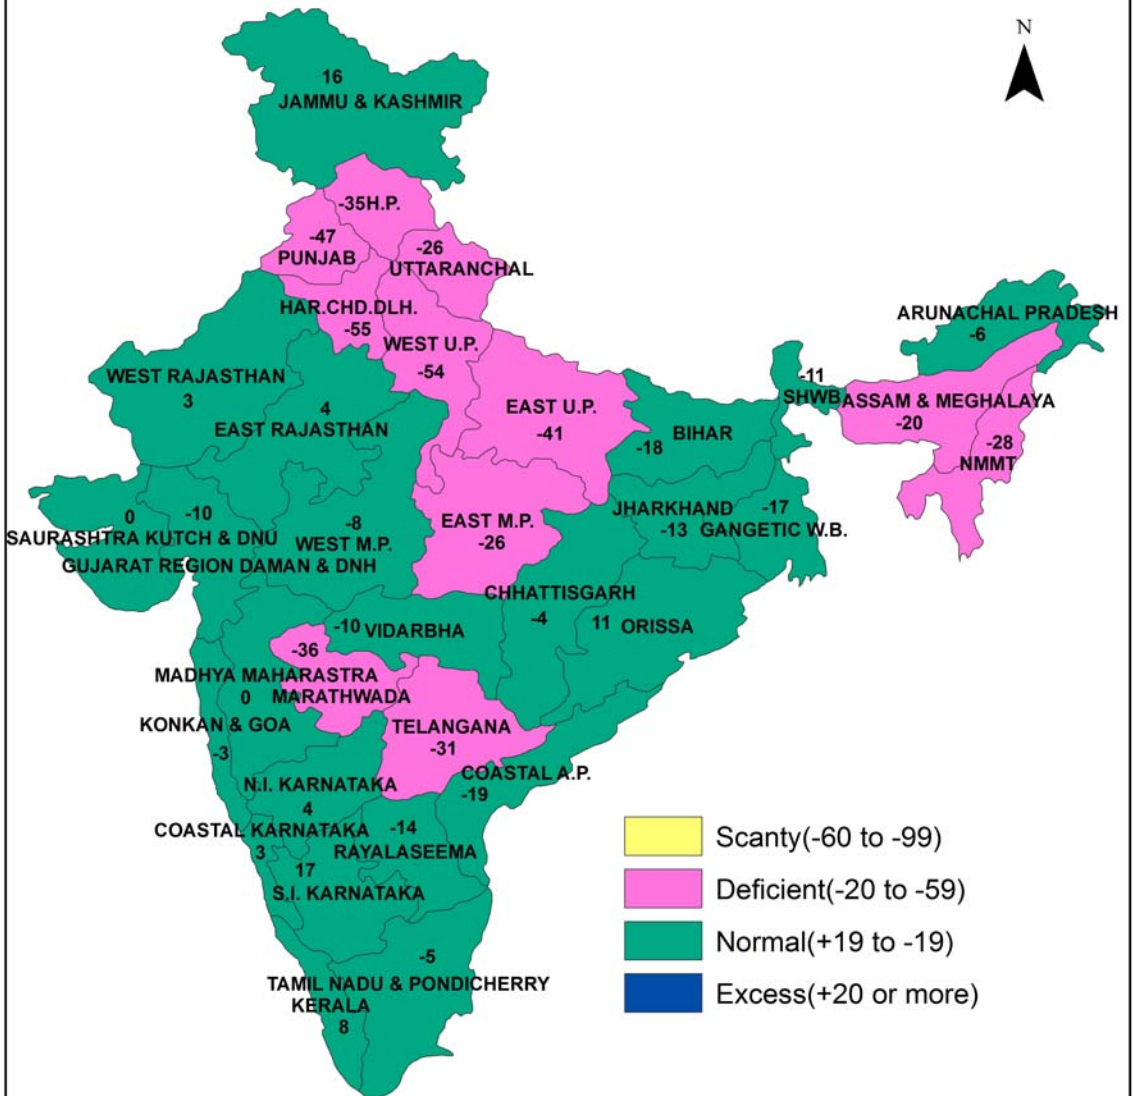 N
16
JAMMU & KASHMIR
-35H.P.
-47
PUNJAB
-26
UTTARANCHAL
HAR.CHD.DLH.
-55
WEST U.P.
-54
ARUNACHAL PRADESH
-6
WEST RAJASTHAN
3
4
EAST RAJASTHAN
EAST U.P.
-41
-11
SHWB
ASSAM & MEGHALAYA
-20
-28
NMMT
BIHAR
-18
0
SAURASHTRA KUTCH & DNU
-10
GUJARAT REGION DAMAN & DNH
-8
WEST M.P.
EAST M.P.
-26
JHARKHAND
-13
-17
GANGETIC W.B.
CHHATTISGARH
-4
11 ORISSA
-10 VIDARBHA
-36
MADHYA MAHARASTRA
0
MARATHWADA
KONKAN & GOA
-3
TELANGANA
-31
COASTAL A.P.
-19
N.I. KARNATAKA
4
COASTAL KARNATAKA
3
-14
RAYALASEEMA
17
S.I. KARNATAKA
-5
TAMIL NADU & PONDICHERRY
KERALA
8
Scanty(-60 to -99)
Deficient(-20 to -59)
Normal(+19 to -19)
Excess(+20 or more)